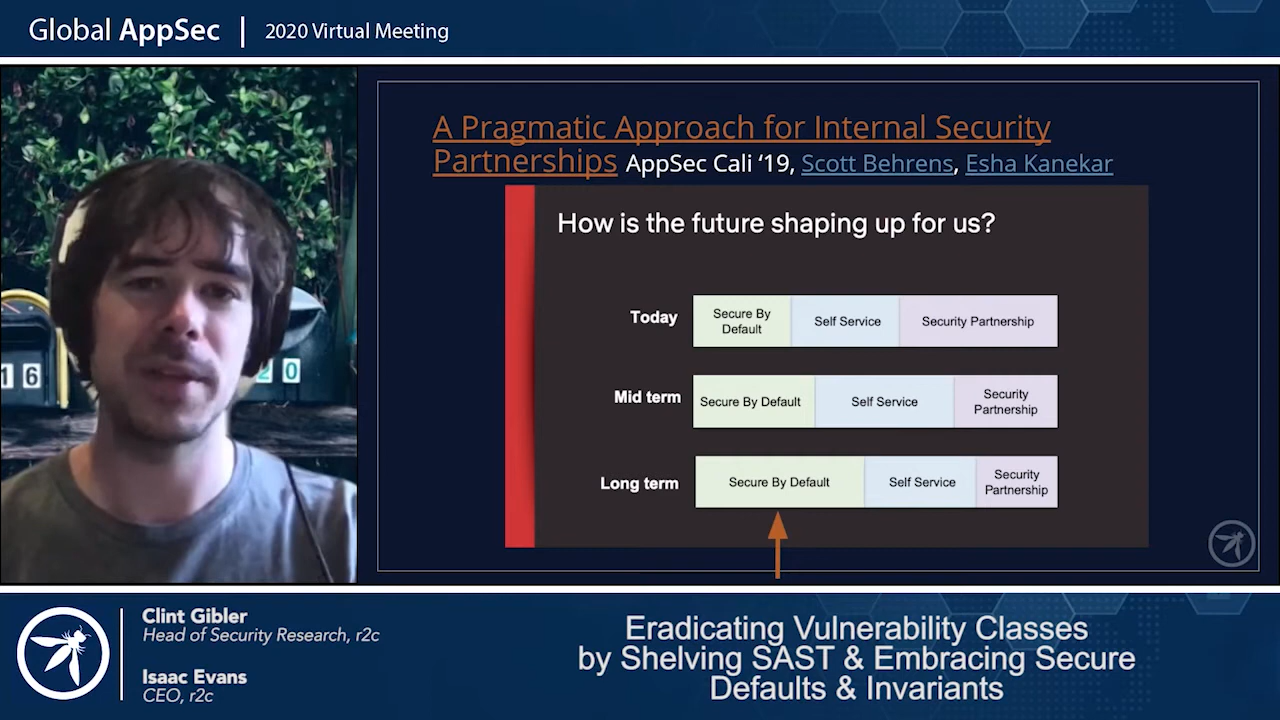 Global AppSec | 2020 Virtual Meeting
A Pragmatic Approach for Internal Security
Partnerships AppSec Cali ‘19, Scott Behrens, Esha Kanekar
How is the future shaping up for us?
Today
Secure By
Default
Self Service
Security Partnership
Mid term
Secure By Default
Self Service
Security
Partnership
Long term
Secure By Default
Self Service
Security
Partnership
16
20
Clint Gibler
Head of Security Research, r2c
Isaac Evans
CEO, r2c
Eradicating Vulnerability Classes
by Shelving SAST & Embracing Secure
Defaults & Invariants